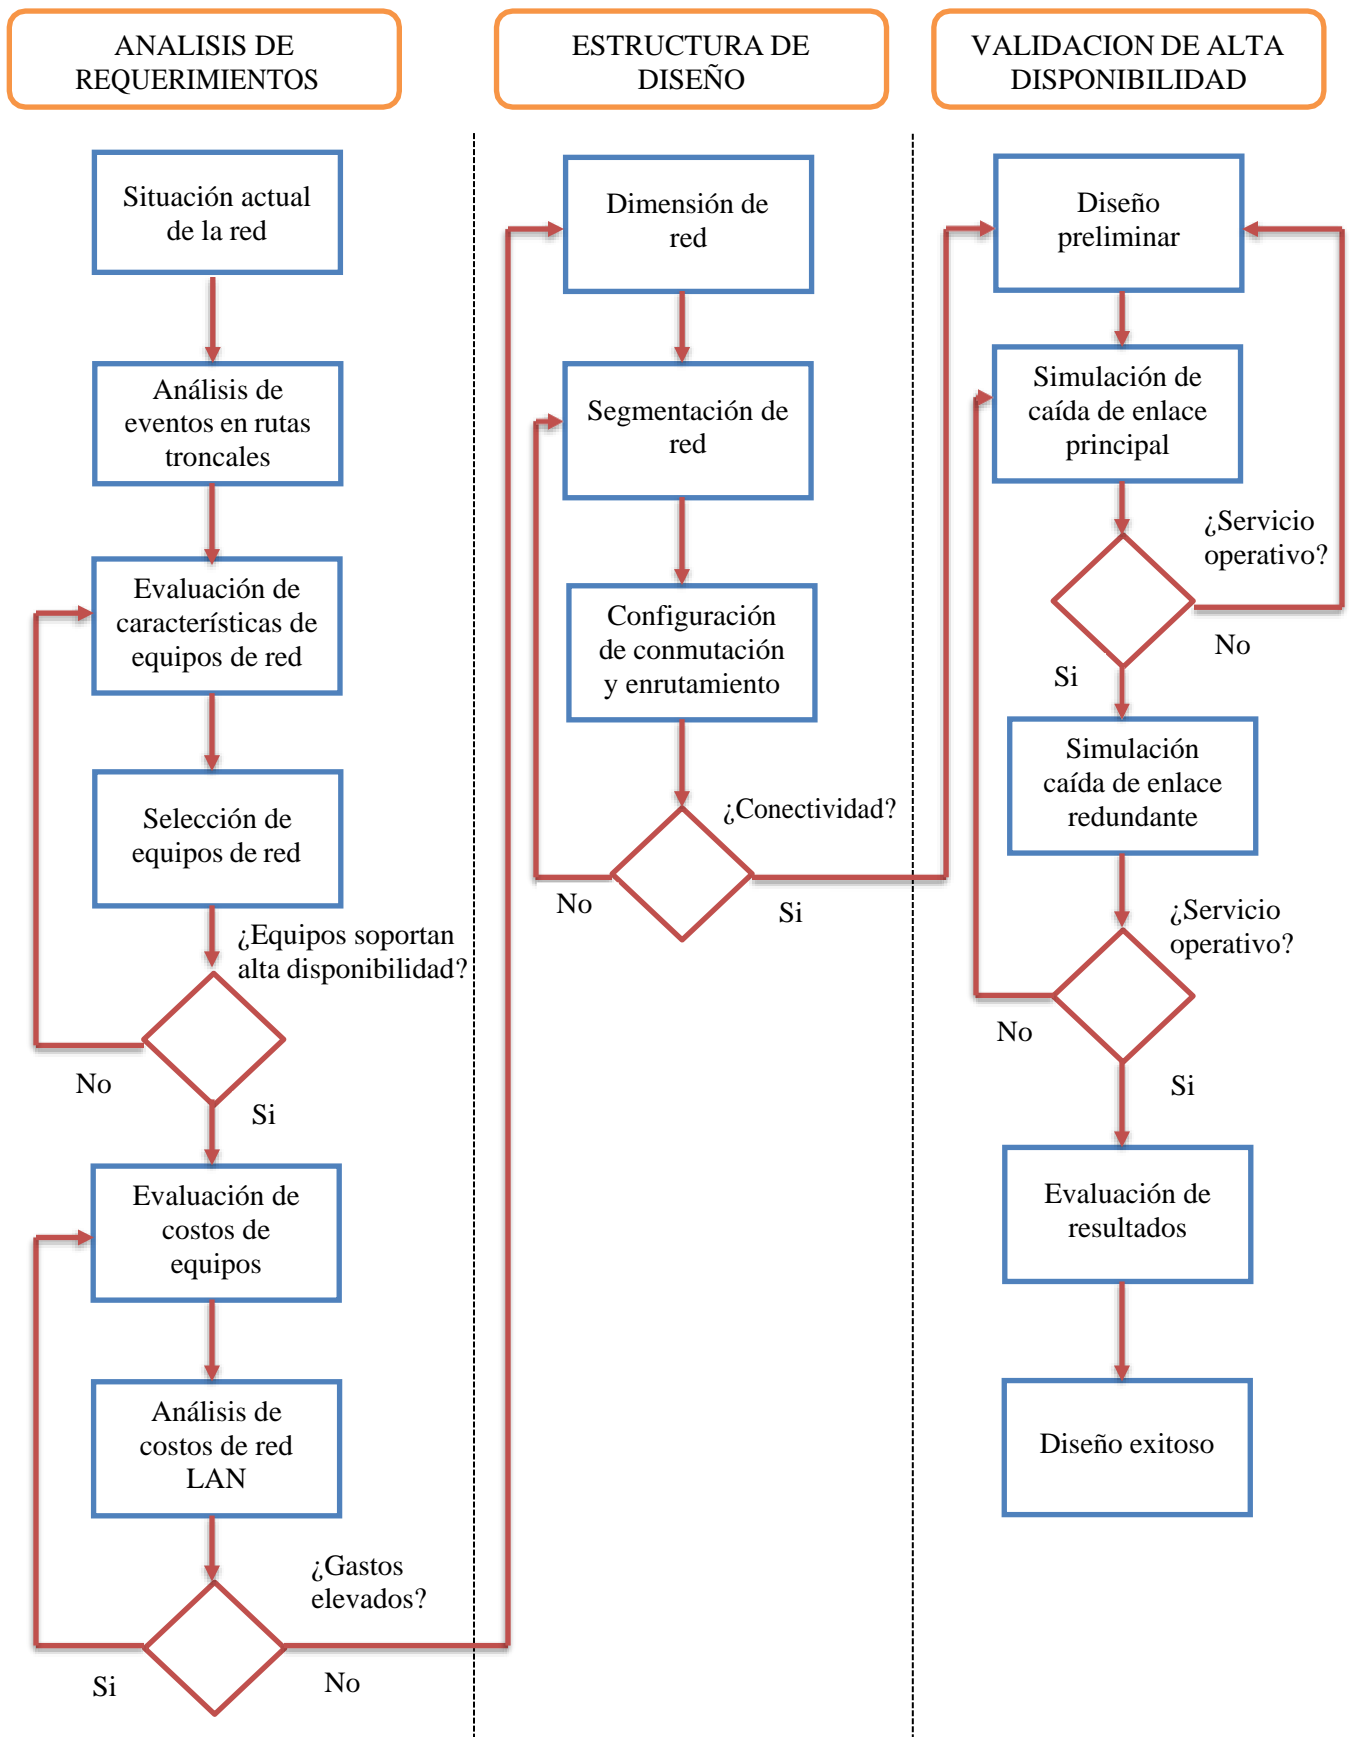 ANALISIS DE
REQUERIMIENTOS
Situación actual
de la red
Análisis de
eventos en rutas
troncales
Evaluación de
características de
equipos de red
Selección de
equipos de red
¿Equipos soportan
alta disponibilidad?
No
Si
Evaluación de
costos de
equipos
Análisis de
costos de red
LAN
¿Gastos
elevados?
Si
No
ESTRUCTURA DE
DISEÑO
Dimensión de
red
Segmentación de
red
Configuración
de conmutación
y enrutamiento
¿Conectividad?
No
Si
VALIDACION DE ALTA
DISPONIBILIDAD
Diseño
preliminar
Simulación de
caída de enlace
principal
¿Servicio
operativo?
No
Si
Simulación
caída de enlace
redundante
¿Servicio
operativo?
No
Si
Evaluación de
resultados
Diseño exitoso